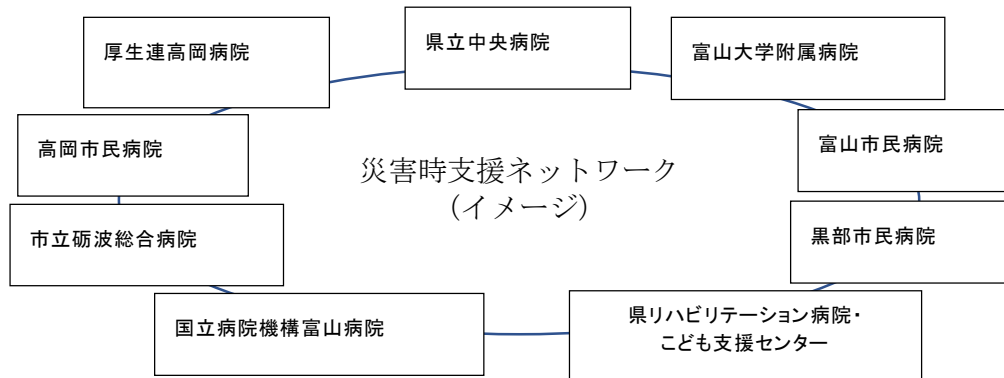 厚生連高岡病院
県立中央病院
富山大学附属病院
高岡市民病院
富山市民病院
災害時支援ネットワーク
(イメージ)
市立砺波総合病院
黒部市民病院
国立病院機構富山病院
県リハビリテーション病院・
こども支援センター